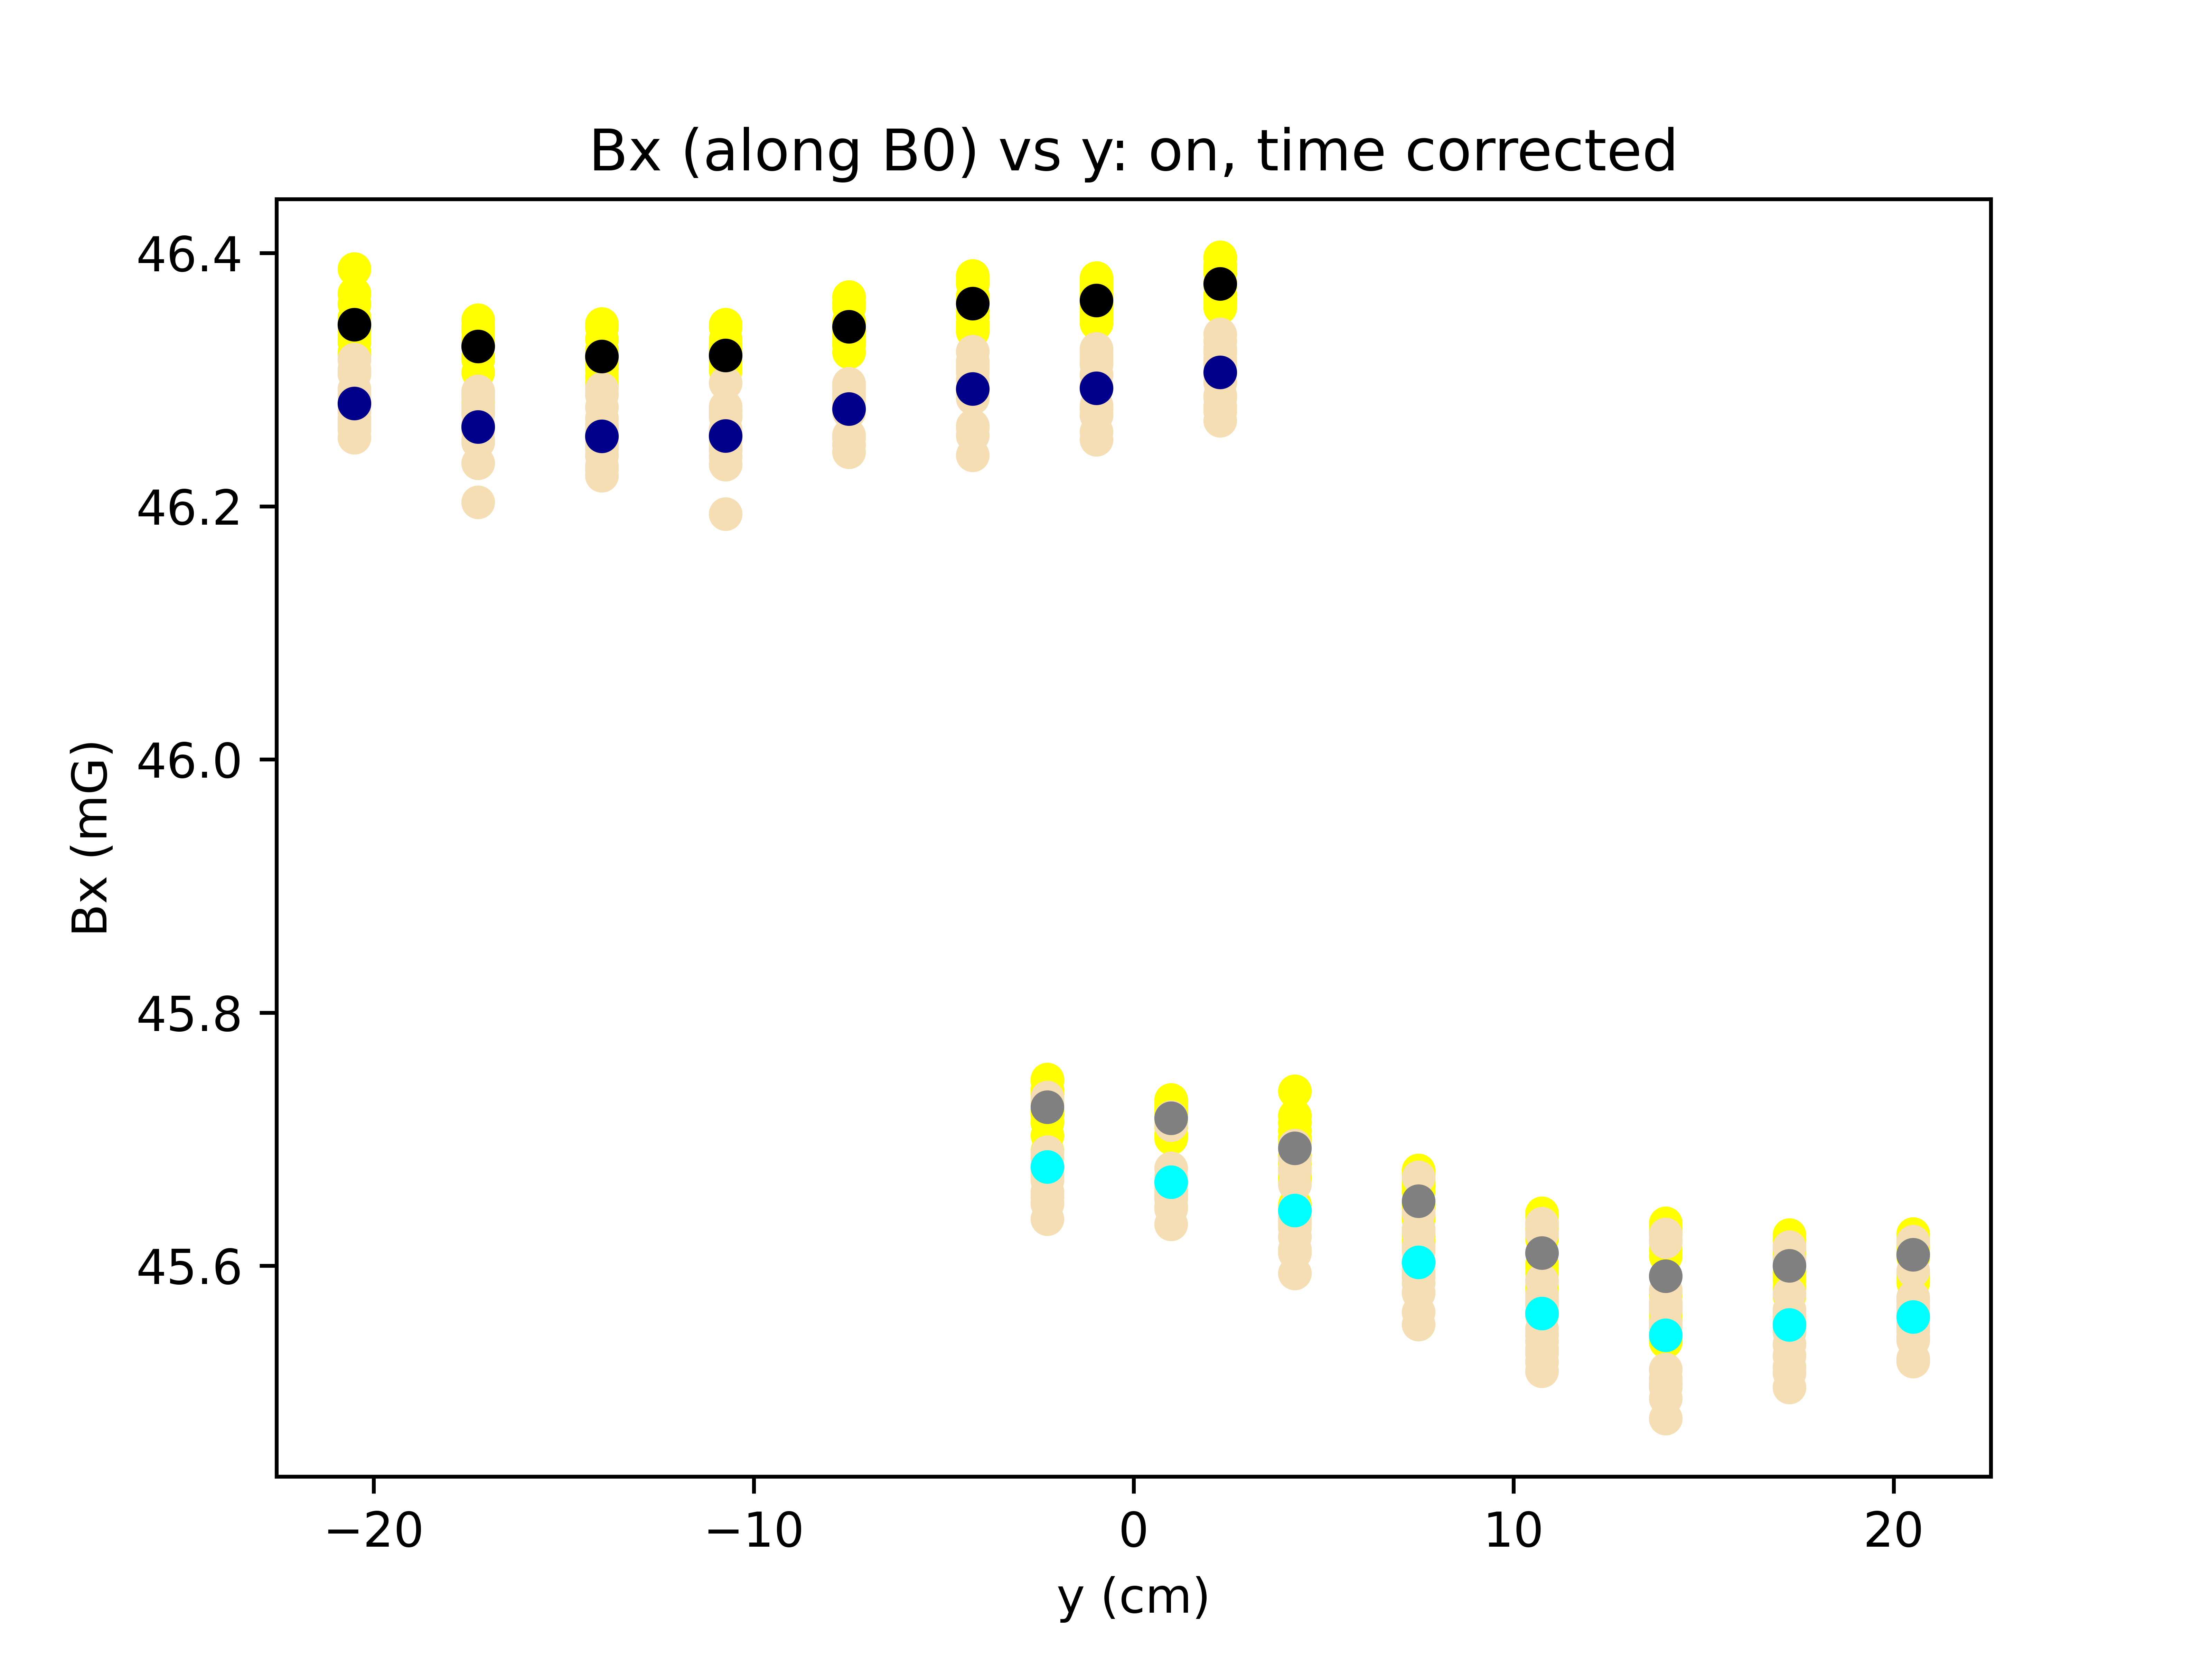 Bx (along B0) vs y: on, time corrected
46.4
46.2
46.0
45.8
45.6
Bx (mG)
−20 −10 0 10 20
y (cm)